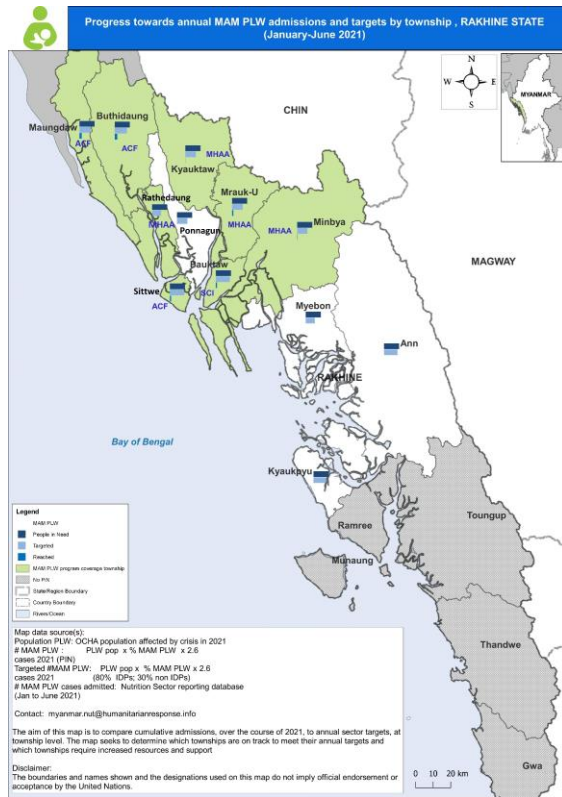 Progress towards annual MAM PLW admissions and targets by township , RAKHINE STATE
(January-June 2021)
N
W E
S
MYANMAR
CHIN
Buthidaung
Maungdaw
ACF
ACF
Kyauktaw
MHAA
Mrauk-U
Rathedaung
MHAA
Ponnagun
MHAA
MHAA
Minbya
Pauktaw
MAGWAY
Sittwe
SCI
ACF
Myebon
Ann
RAKHINE
Bay of Bengal
Kyaukpyu
Toungup
Ramree
Munaung
Thandwe
Gwa
Legend
MAM PLW
People in Need
Targeted
Reached
MAM PLW progress coverage township
No PIN
State/Region Boundary
Country Boundary
Rivers/Ocean
Map data source(s):
Population PLW: OCHA population affected by crisis in 2021
# MAM PLW : PLW pop x % MAM PLW x 2.6
cases 2021 (PIN)
Targeted #MAM PLW: PLW pop x % MAM PLW x 2.6
cases 2021 (80% IDPs; 30% non IDPs)
# MAM PLW cases admitted: Nutrition Sector reporting database
(Jan to June 2021)
Contact: myanmar.nut@humanitarianresponse.info
The aim of this map is to compare cumulative admissions, over the course of 2021, to annual sector targets, at
township level. The map seeks to determine which townships are on track to meet their annual targets and
which townships require increased resources and support
Disclaimer:
The boundaries and names shown and the designations used on this map do not imply official endorsement or
acceptance by the United Nations.
0 10 20 km